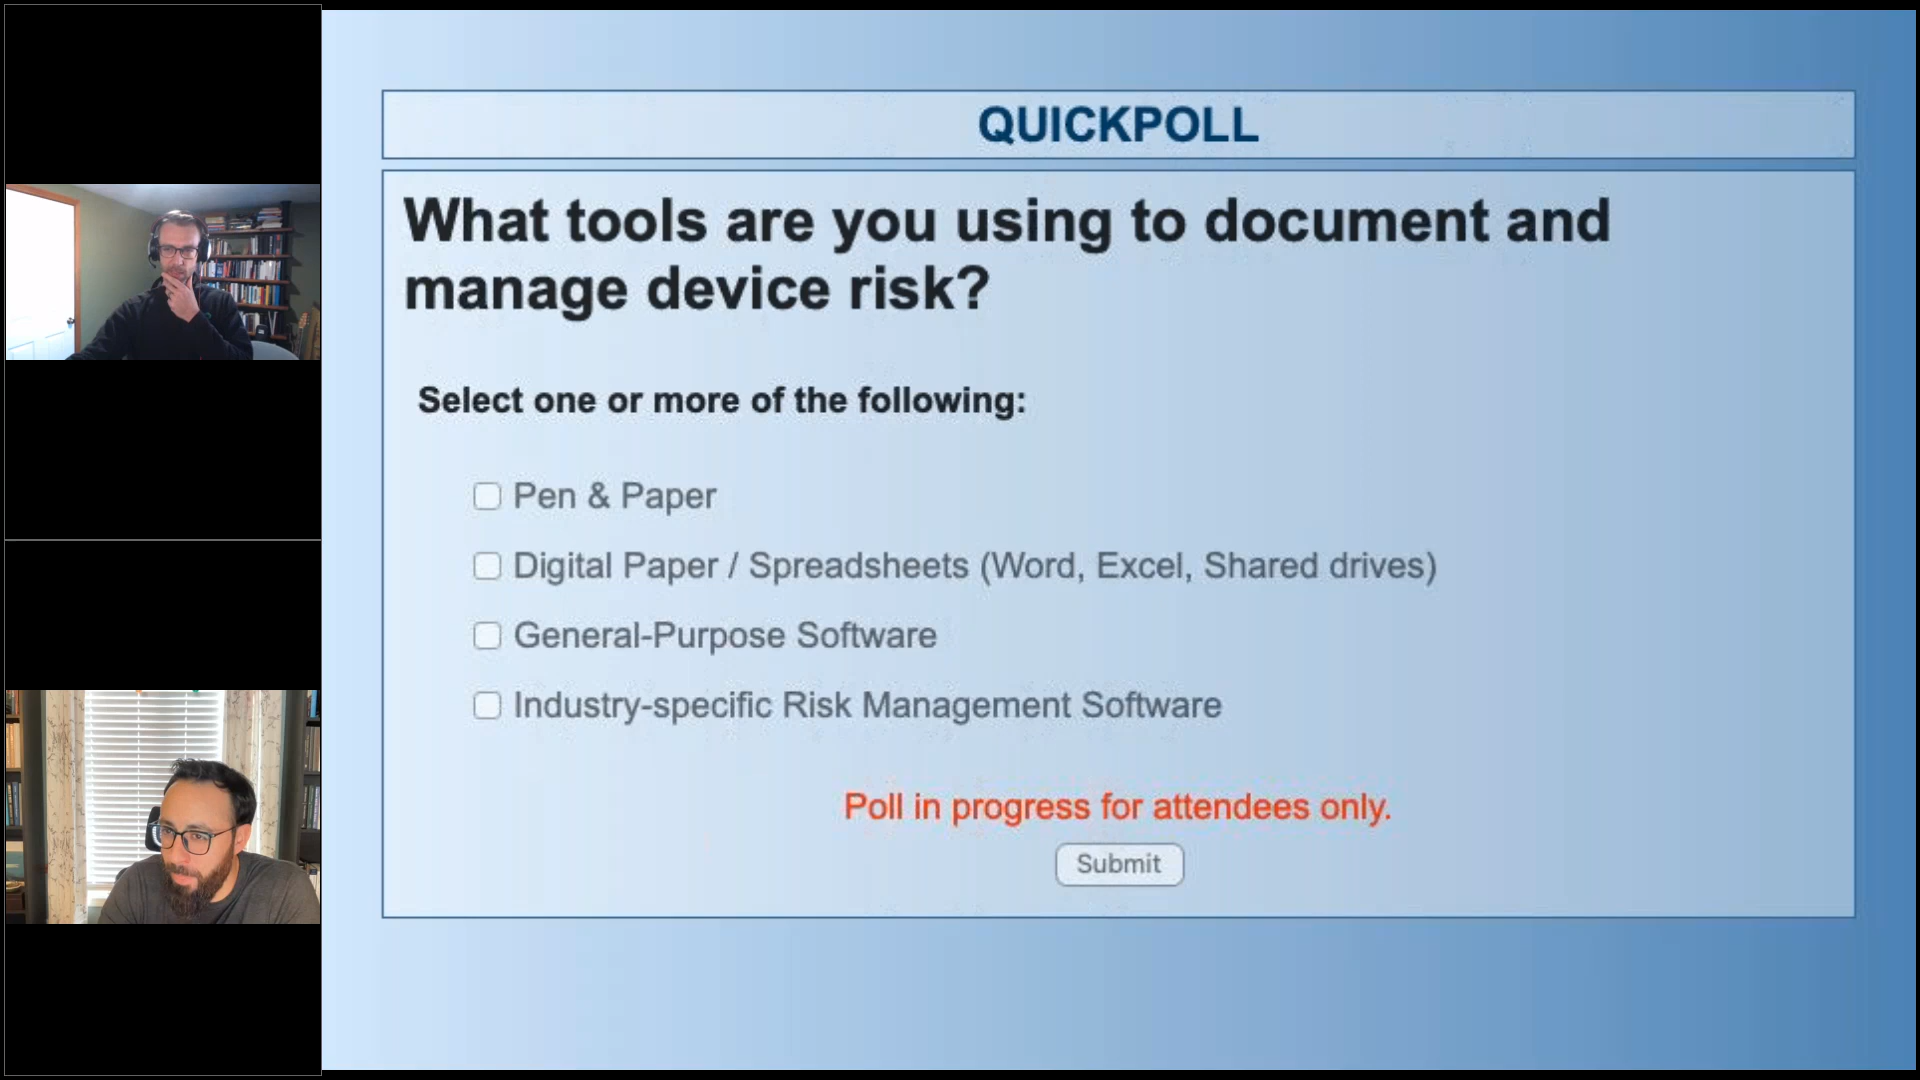 QUICKPOLL
What tools are you using to document and
manage device risk?
Select one or more of the following:
Pen & Paper
Digital Paper / Spreadsheets (Word, Excel, Shared drives)
General-Purpose Software
Industry-specific Risk Management Software
Poll in progress for attendees only.
Submit